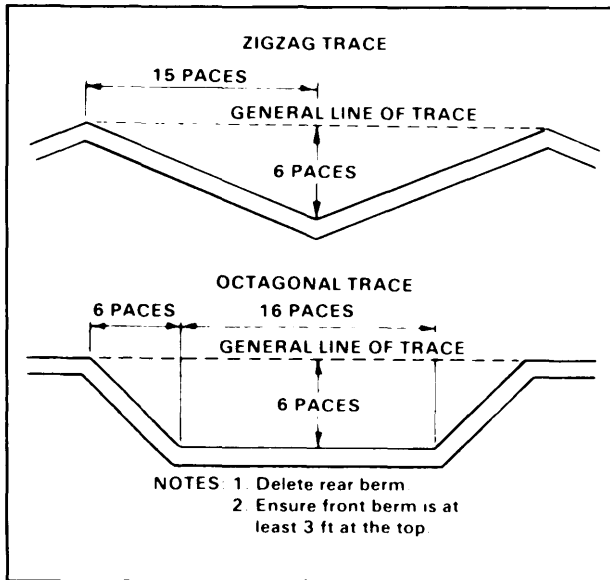 ZIGZAG TRACE
15 PACES
GENERAL LINE OF TRACE
6 PACES
OCTAGONAL TRACE
6 PACES
16 PACES
GENERAL LINE OF TRACE
6 PACES
NOTES: 1. Delete rear berm.
2. Ensure front berm is at
least 3 ft at the top.